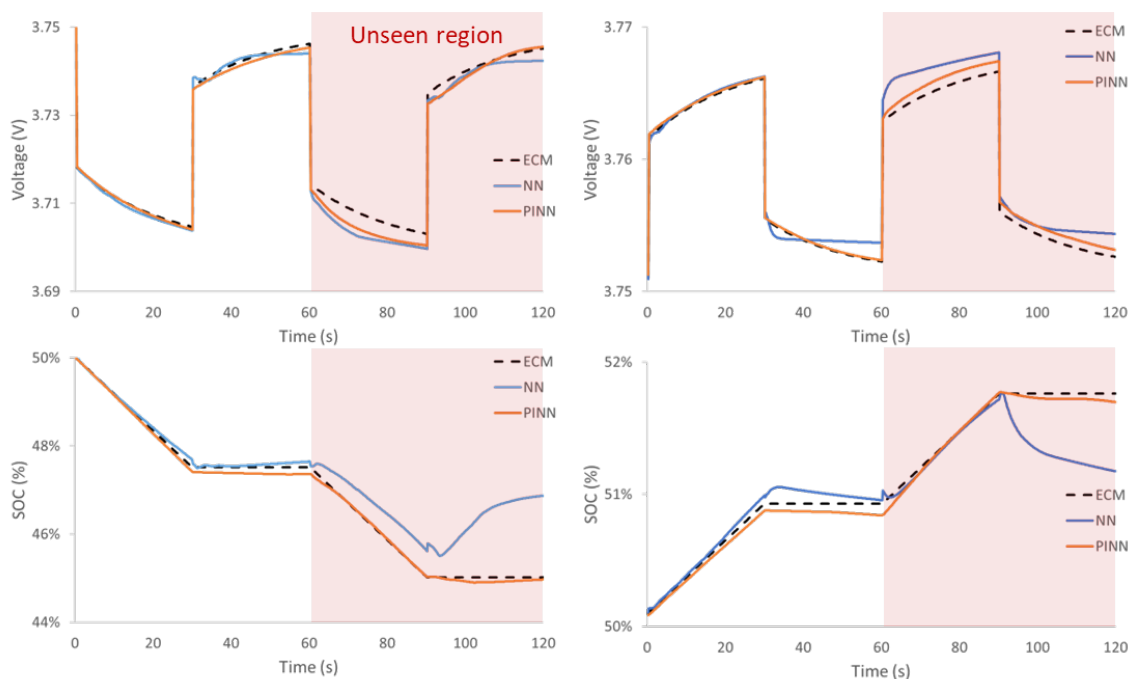 3.75
3.73
3.71
3.69
Voltage (V)
Unseen region
ECM
NN
PINN
0 20 40 60 80 100 120
Time (s)
3.77
3.76
3.75
Voltage (V)
ECM
NN
PINN
0 20 40 60 80 100 120
Time (s)
50%
48%
46%
44%
SOC (%)
ECM
NN
PINN
0 20 40 60 80 100 120
Time (s)
52%
51%
50%
SOC (%)
ECM
NN
PINN
0 20 40 60 80 100 120
Time (s)